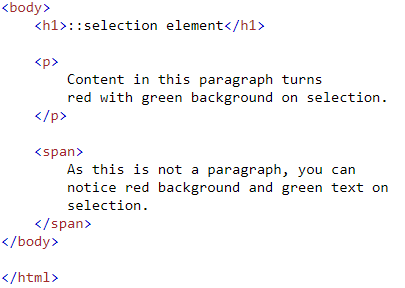 <body>
<h1>::selection element</h1>
<p>
Content in this paragraph turns
red with green background on selection.
</p>
<span>
As this is not a paragraph, you can
notice red background and green text on
selection.
</span>
</body>
</html>